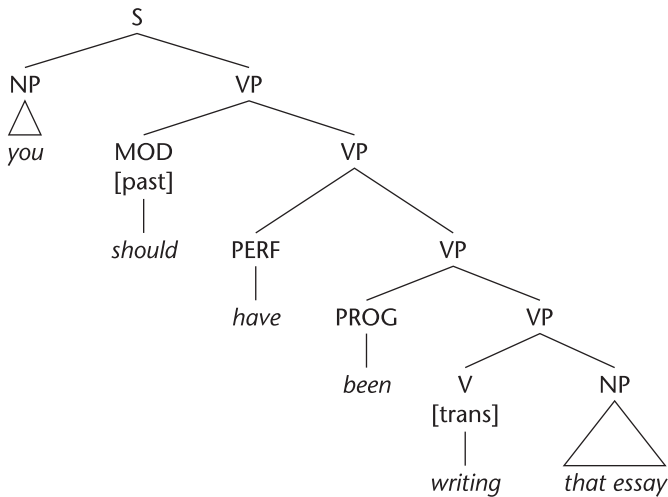 S
NP VP
you MOD VP
[past]
should PERF VP
have PROG VP
been V NP
[trans]
writing that essay